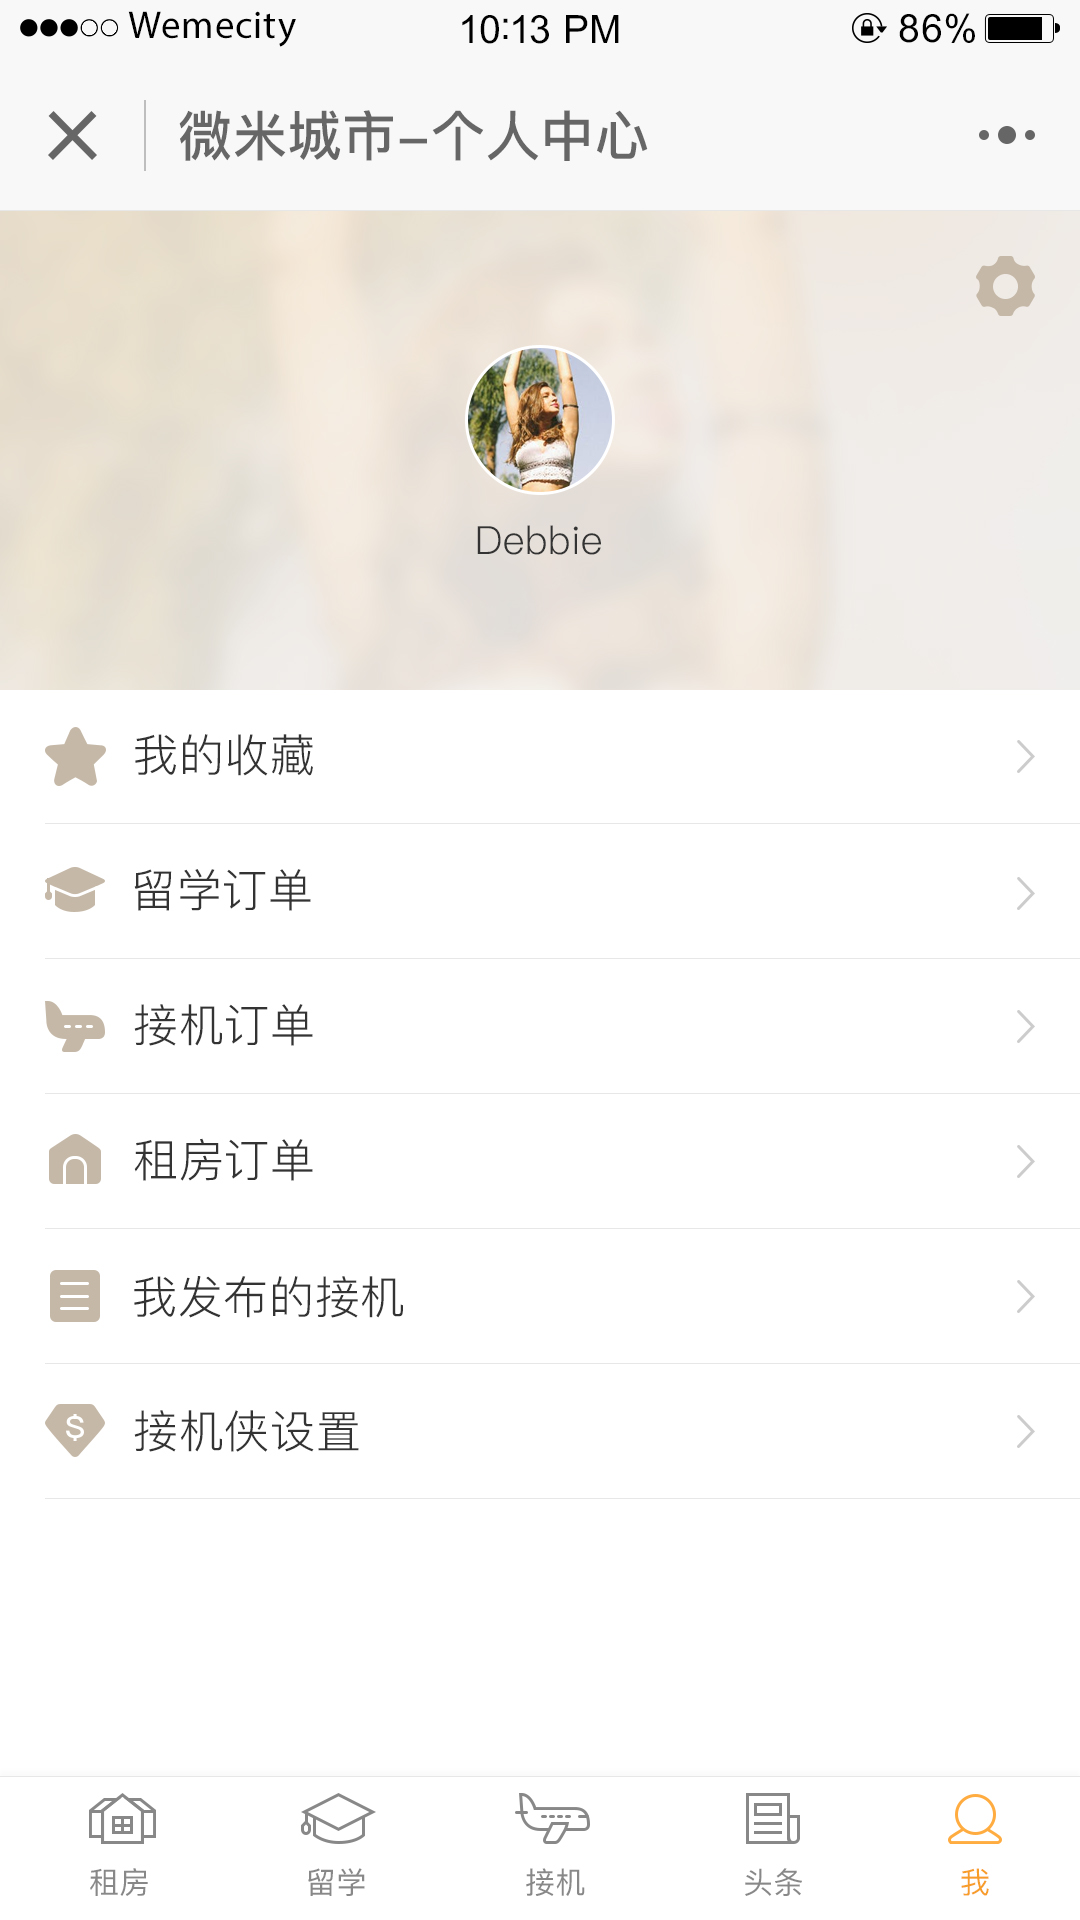 Wemecity 10:13 PM 86%
微米城市-个人中心
Debbie
我的收藏
留学订单
接机订单
租房订单
我发布的接机
接机侠设置
租房 留学 接机 头条 我